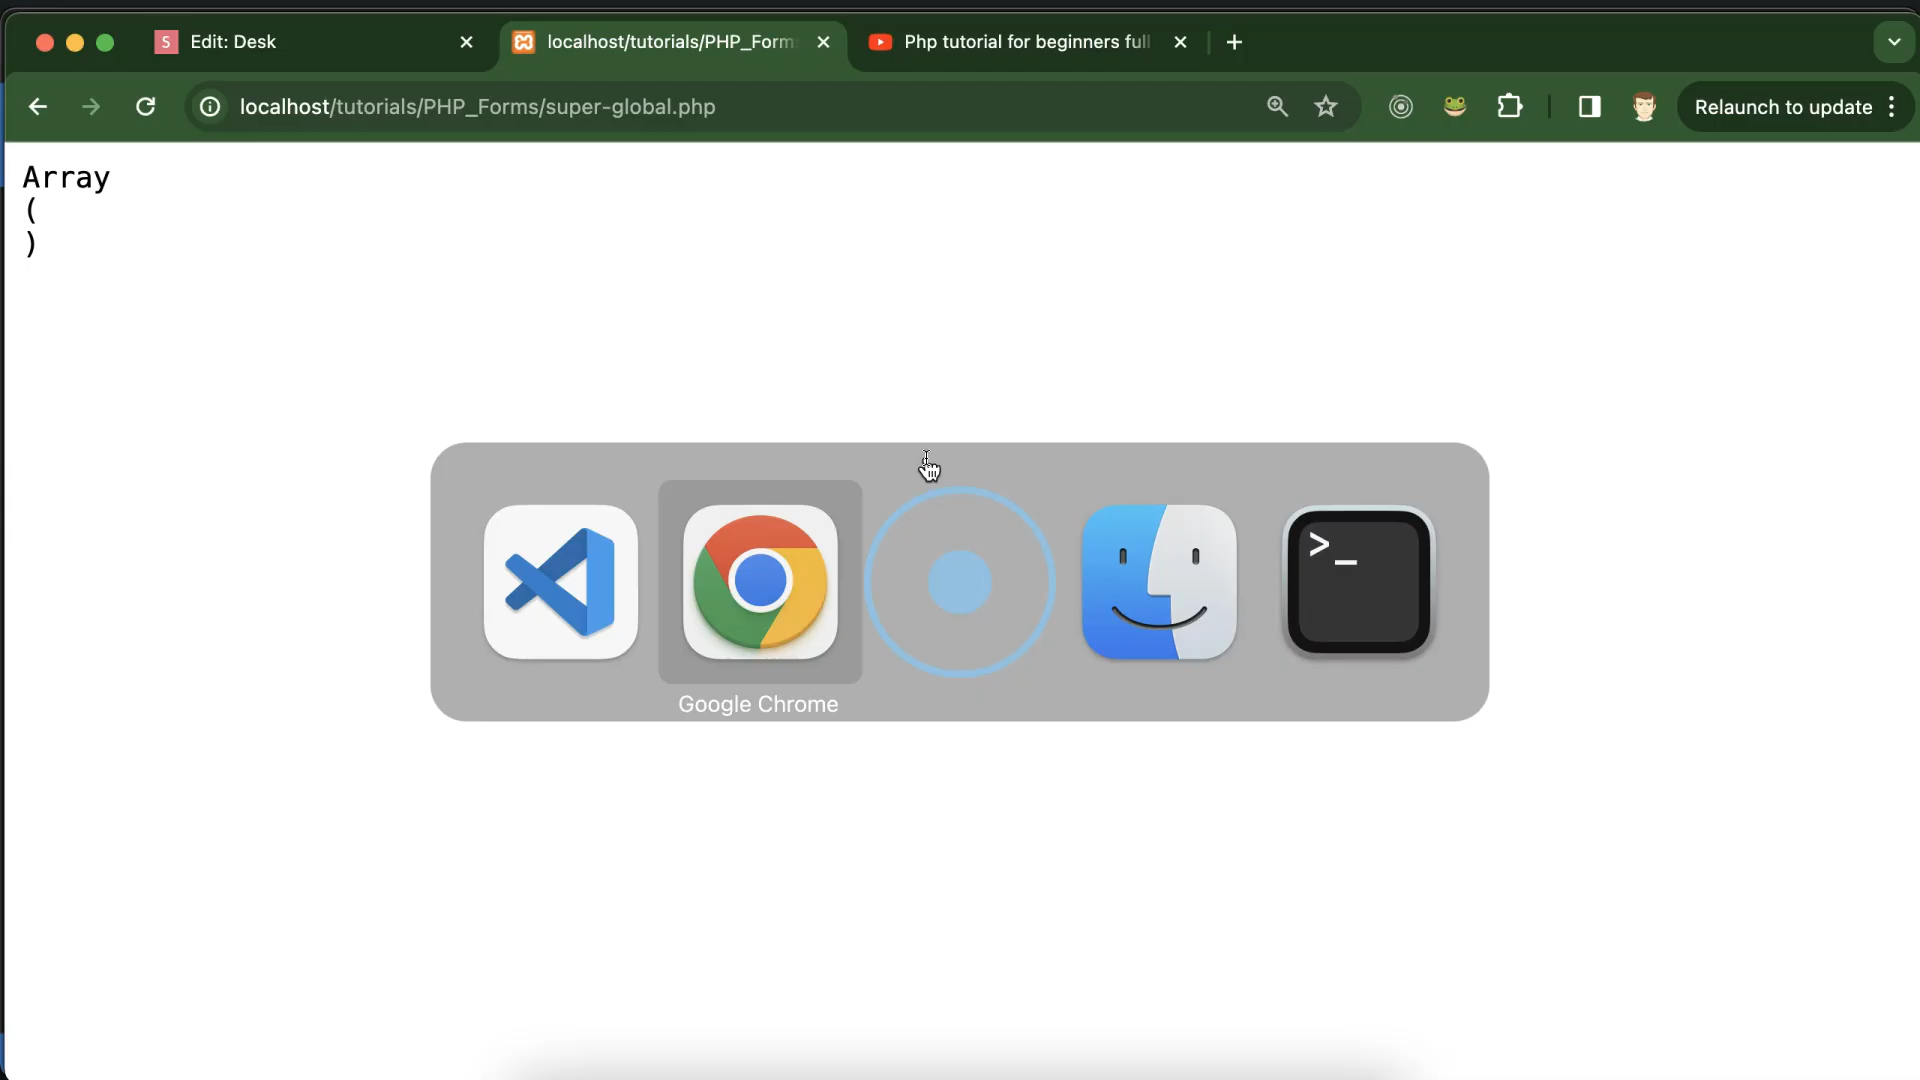 S Edit: Desk
localhost/tutorials/PHP_Form
Php tutorial for beginners full
localhost/tutorials/PHP_Forms/super-global.php
Relaunch to update
Array
(
)
>_
Google Chrome